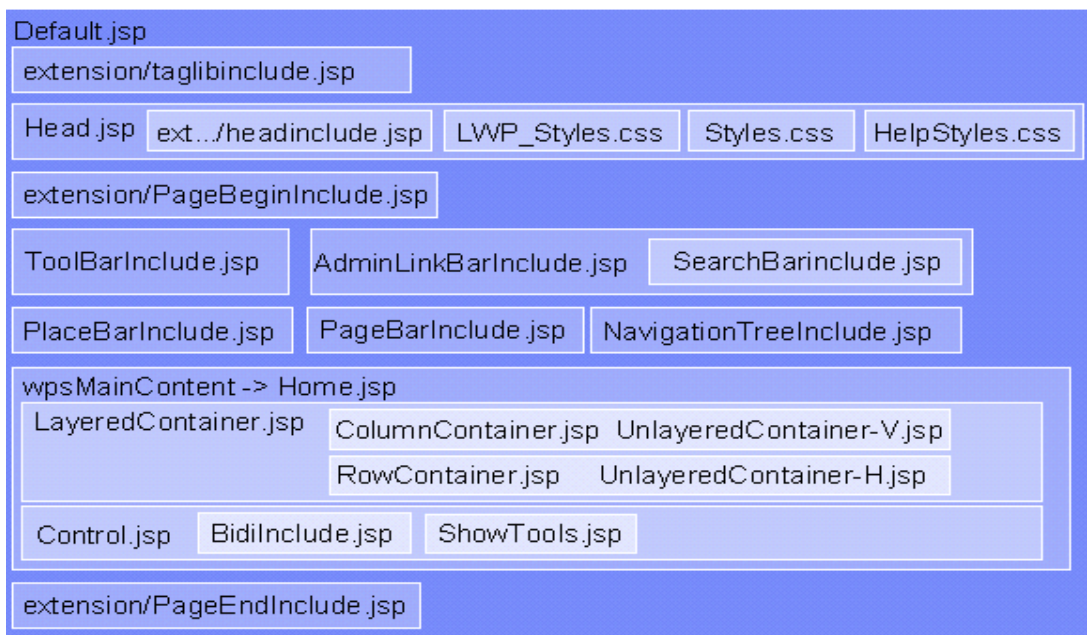 Default.jsp
extension/taglibinclude.jsp
Head.jsp ext.../headinclude.jsp LWP_Styles.css Styles.css HelpStyles.css
extension/PageBeginInclude.jsp
ToolBarInclude.jsp AdminLinkBarInclude.jsp SearchBarinclude.jsp
PlaceBarInclude.jsp PageBarInclude.jsp NavigationTreeInclude.jsp
wpsMainContent -> Home.jsp
LayeredContainer.jsp ColumnContainer.jsp UnlayeredContainer-V.jsp
RowContainer.jsp UnlayeredContainer-H.jsp
Control.jsp BidiInclude.jsp ShowTools.jsp
extension/PageEndInclude.jsp